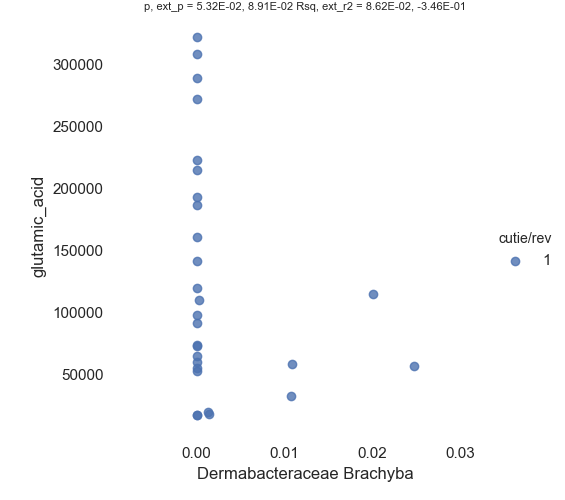 p, ext_p = 5.32E-02, 8.91E-02 Rsq, ext_r2 = 8.62E-02, -3.46E-01
300000
250000
200000
150000
100000
50000
glutamic_acid
cutie/rev
1
0.00 0.01 0.02 0.03
Dermabacteraceae Brachyba